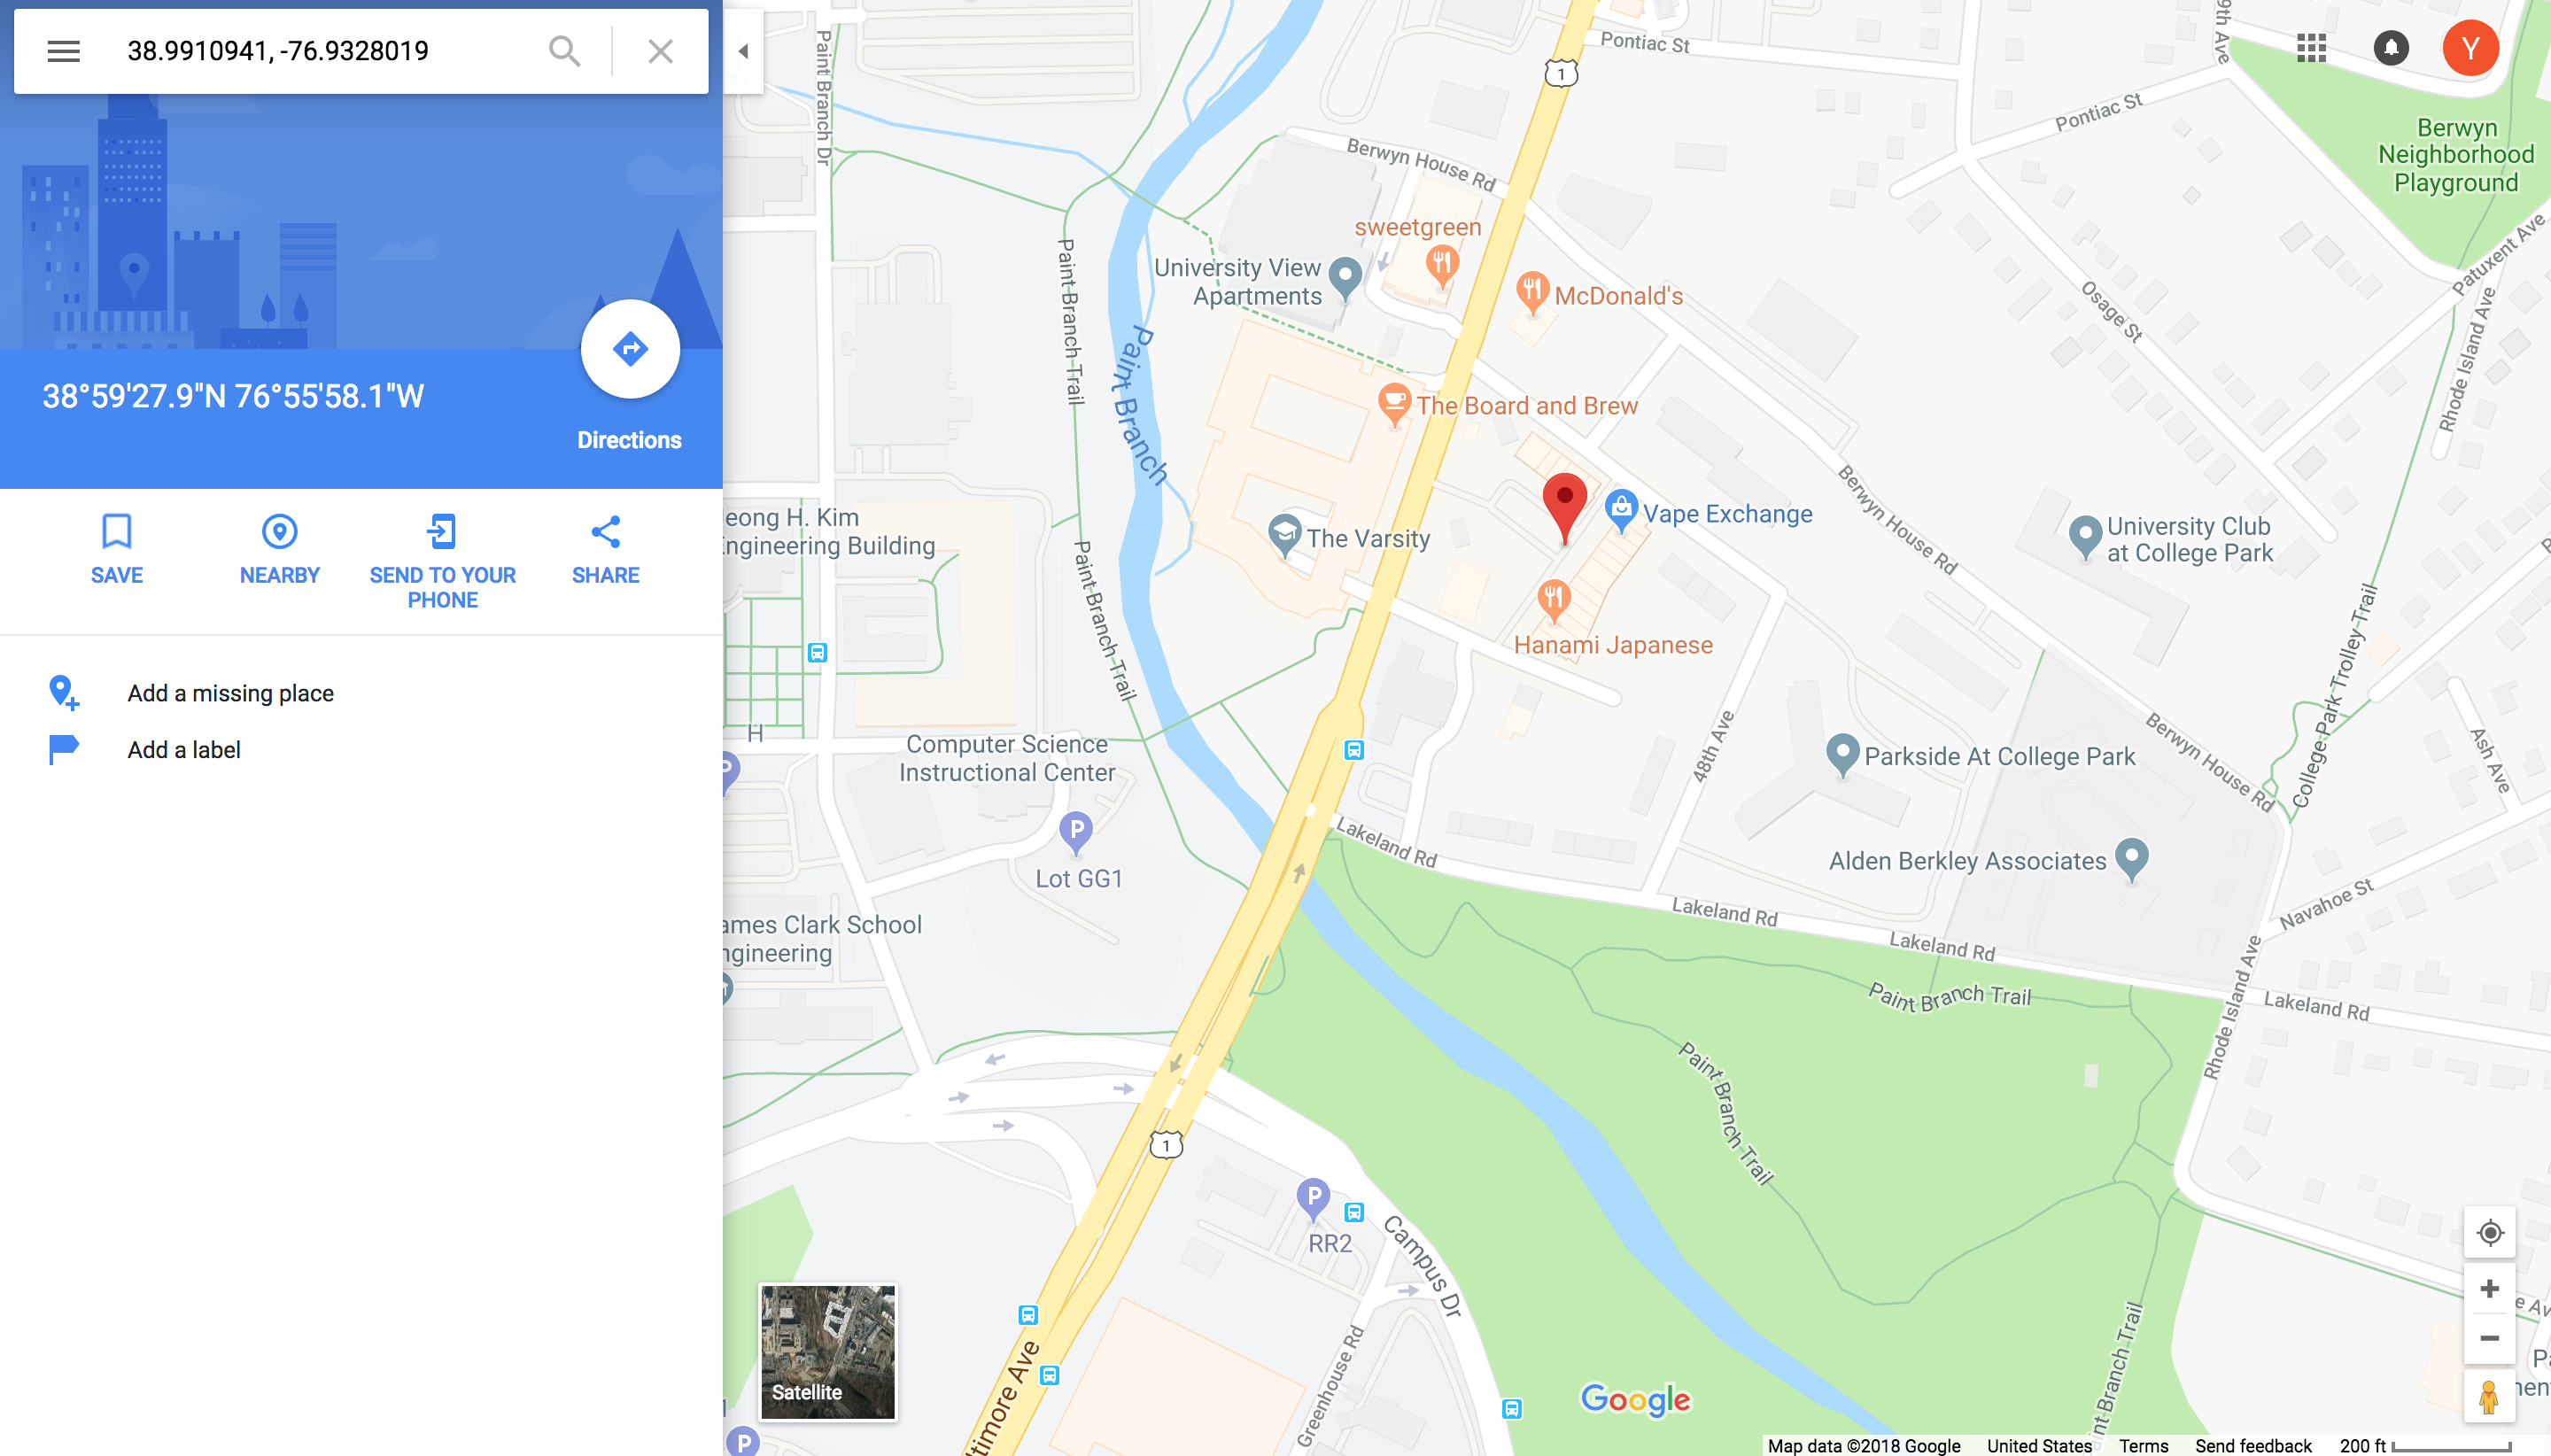 38.9910941, -76.9328019
38°59'27.9"N 76°55'58.1"W
Directions
SAVE
NEARBY
SEND TO YOUR
PHONE
SHARE
Add a missing place
Add a label
Paint Branch Dr
Pontiac St
9th Ave
1
Y
Pontiac St
Berwyn
Neighborhood
Playground
Berwyn House Rd
sweetgreen
University View
Apartments
McDonald's
Patuxent Ave
Osage St
Rhode Island Ave
Paint Branch Trail
Paint Branch
The Board and Brew
Berwyn House Rd
eong H. Kim
Engineering Building
The Varsity
Vape Exchange
University Club
at College Park
Paint Branch Trail
Hanami Japanese
College Park Trolley Trail
H
Computer Science
Instructional Center
48th Ave
Parkside At College Park
Berwyn House Rd
Ash Ave
P
P
Lot GG1
Lakeland Rd
Alden Berkley Associates
Lakeland Rd
Navahoe St
ames Clark School
ngineering
Lakeland Rd
Paint Branch Trail
Rhode Island Ave
Lakeland Rd
Paint Branch Trail
1
P
RR2
Campus Dr
Greenhouse Rd
Satellite
ltimore Ave
P
aint Branch Trail
e Av
Google
Map data ©2018 Google
United States
Terms
Send feedback
200 ft